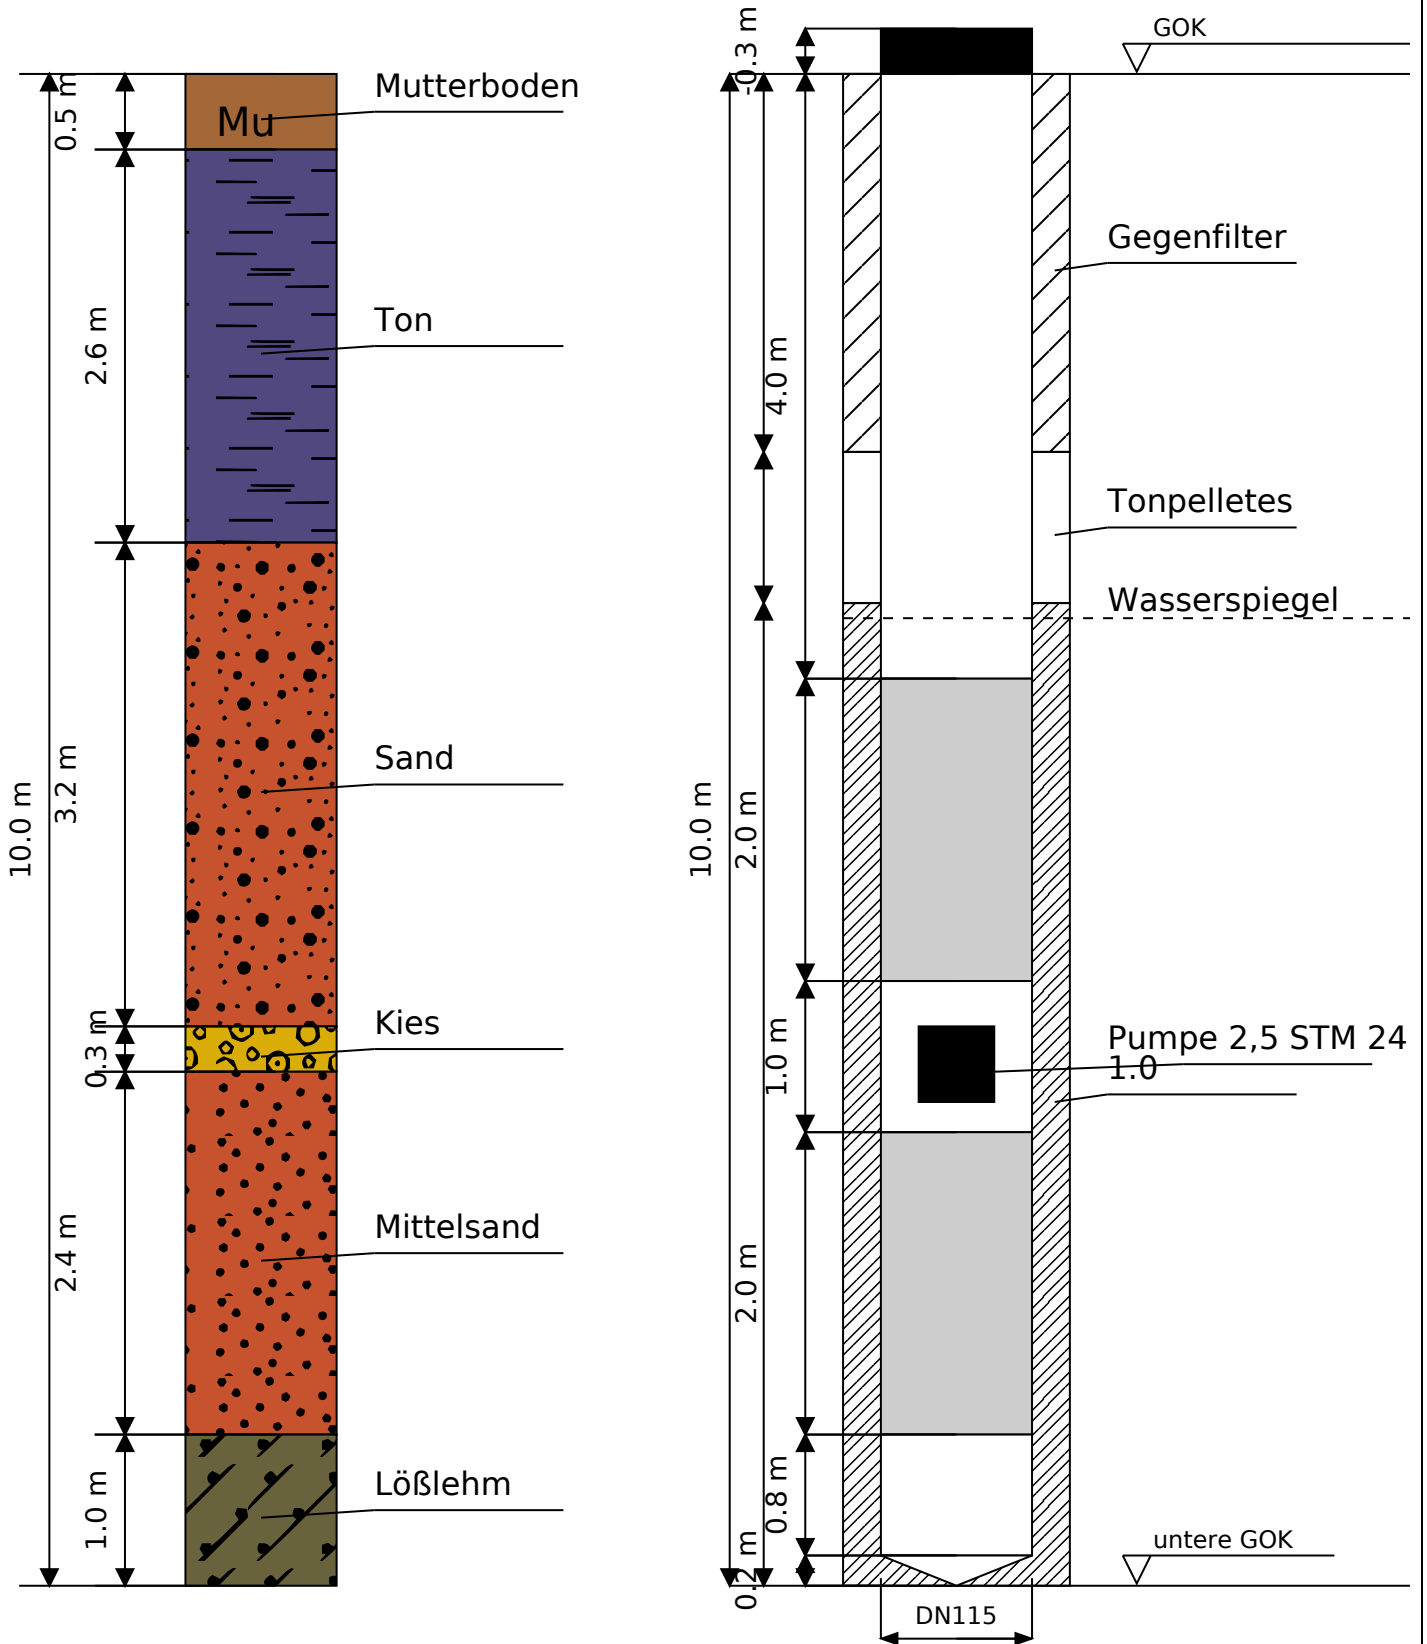 -0.3 m
GOK
0.5 m
Mu
Mutterboden
Gegenfilter
2.6 m
Ton
4.0 m
Tonpelletes
Wasserspiegel
10.0 m
3.2 m
Sand
10.0 m
2.0 m
0.3 m
Kies
1.0 m
Pumpe 2,5 STM 24
1.0
2.4 m
Mittelsand
2.0 m
1.0 m
Lößlehm
0.8 m
0.2 m
untere GOK
DN115